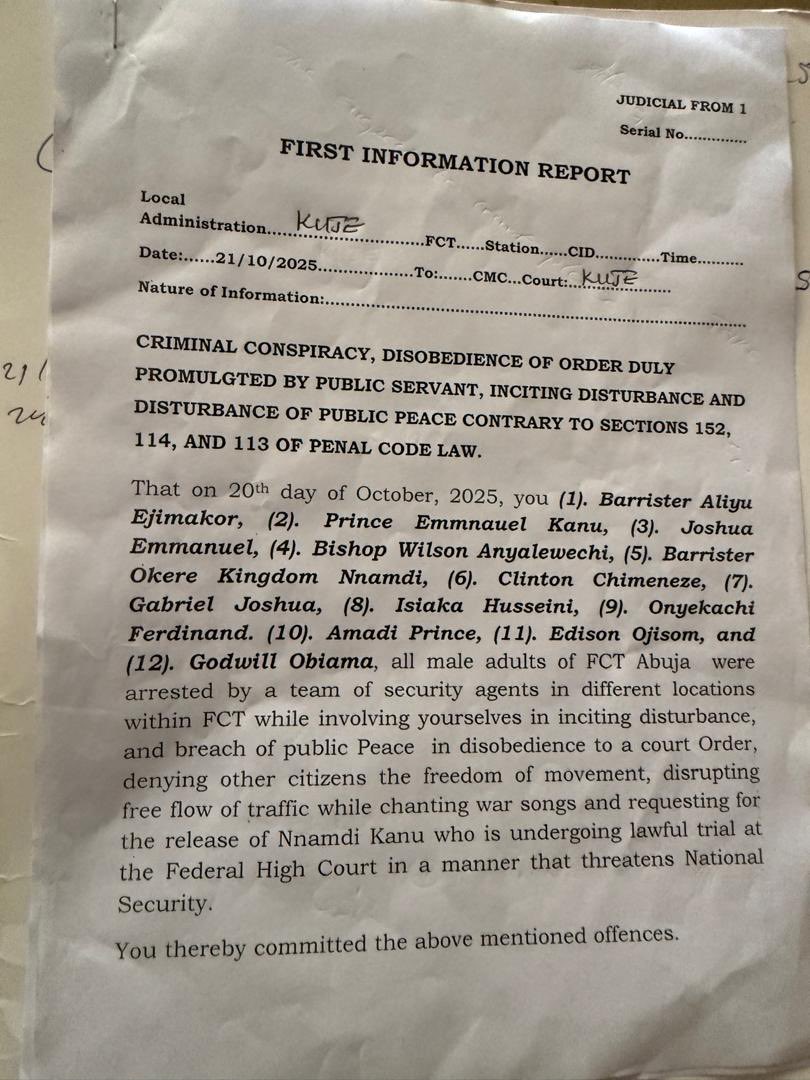 JUDICIAL FROM 1
Serial No.............
FIRST INFORMATION REPORT
Local
Administration.....KUJE..............FCT......Station......CID.............Time.........
Date:......21/10/2025....................To:.......CMC...Court:...KUJE.........
Nature of Information:...............................................................................
CRIMINAL CONSPIRACY, DISOBEDIENCE OF ORDER DULY
PROMULGTED BY PUBLIC SERVANT, INCITING DISTURBANCE AND
DISTURBANCE OF PUBLIC PEACE CONTRARY TO SECTIONS 152,
114, AND 113 OF PENAL CODE LAW.
That on 20th day of October, 2025, you (1). Barrister Aliyu
Ejimakor, (2). Prince Emmnauel Kanu, (3). Joshua
Emmanuel, (4). Bishop Wilson Anyalewechi, (5). Barrister
Okere Kingdom Nnamdi, (6). Clinton Chimeneze, (7).
Gabriel Joshua, (8). Isiaka Husseini, (9). Onyekachi
Ferdinand. (10). Amadi Prince, (11). Edison Ojisom, and
(12). Godwill Obiama, all male adults of FCT Abuja were
arrested by a team of security agents in different locations
within FCT while involving yourselves in inciting disturbance,
and breach of public Peace in disobedience to a court Order,
denying other citizens the freedom of movement, disrupting
free flow of traffic while chanting war songs and requesting for
the release of Nnamdi Kanu who is undergoing lawful trial at
the Federal High Court in a manner that threatens National
Security.
You thereby committed the above mentioned offences.